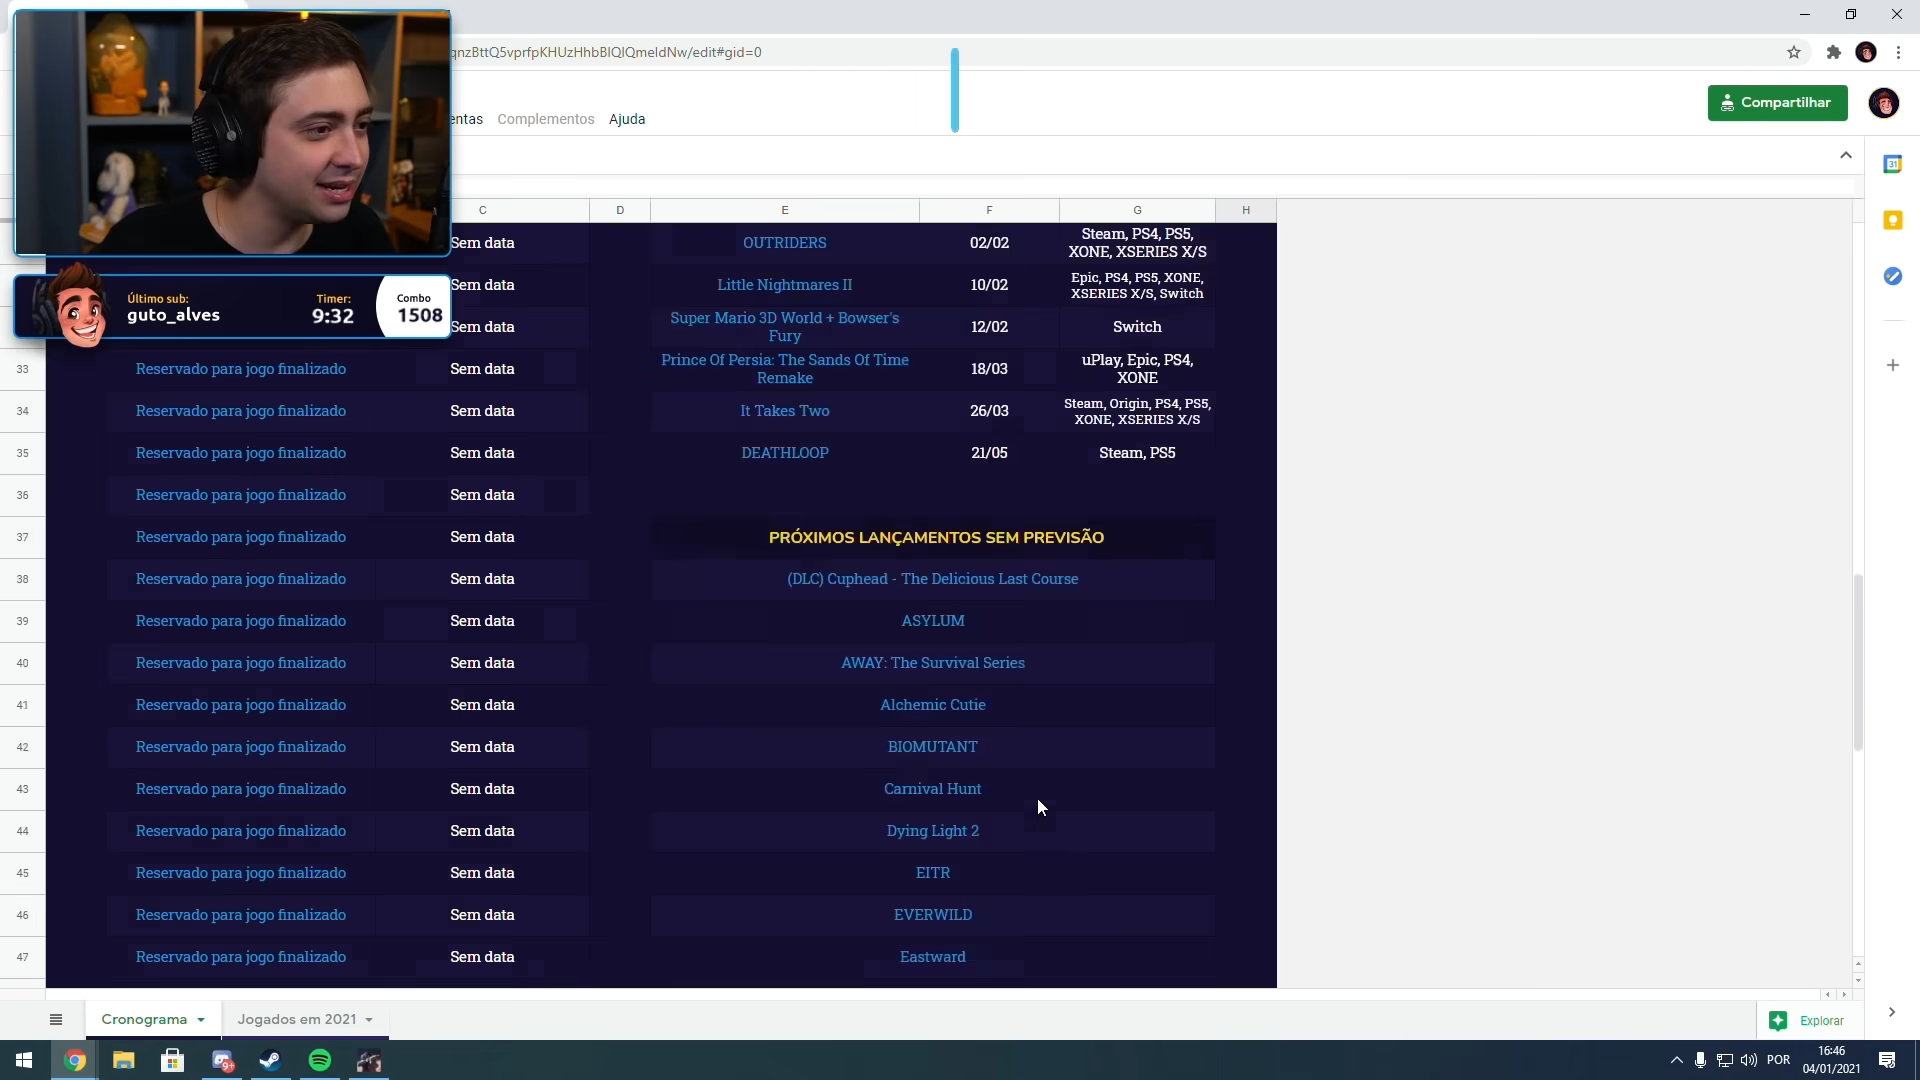 qnzBttQ5vprfpKHUzHhbBIQIQmeIdNw/edit#gid=0
entas Complementos Ajuda
Compartilhar
31
C D E F G H
Sem data OUTRIDERS 02/02 Steam, PS4, PS5,
XONE, XSERIES X/S
Último sub:
guto_alves
Timer:
9:32
Combo
1508
Sem data Little Nightmares II 10/02 Epic, PS4, PS5, XONE,
XSERIES X/S, Switch
Sem data Super Mario 3D World + Bowser's
Fury 12/02 Switch
33 Reservado para jogo finalizado Sem data Prince Of Persia: The Sands Of Time
Remake 18/03 uPlay, Epic, PS4,
XONE
34 Reservado para jogo finalizado Sem data It Takes Two 26/03 Steam, Origin, PS4, PS5,
XONE, XSERIES X/S
35 Reservado para jogo finalizado Sem data DEATHLOOP 21/05 Steam, PS5
36 Reservado para jogo finalizado Sem data
37 Reservado para jogo finalizado Sem data PRÓXIMOS LANÇAMENTOS SEM PREVISÃO
38 Reservado para jogo finalizado Sem data (DLC) Cuphead - The Delicious Last Course
39 Reservado para jogo finalizado Sem data ASYLUM
40 Reservado para jogo finalizado Sem data AWAY: The Survival Series
41 Reservado para jogo finalizado Sem data Alchemic Cutie
42 Reservado para jogo finalizado Sem data BIOMUTANT
43 Reservado para jogo finalizado Sem data Carnival Hunt
44 Reservado para jogo finalizado Sem data Dying Light 2
45 Reservado para jogo finalizado Sem data EITR
46 Reservado para jogo finalizado Sem data EVERWILD
47 Reservado para jogo finalizado Sem data Eastward
Cronograma Jogados em 2021 Explorar
9+
POR
16:46
04/01/2021